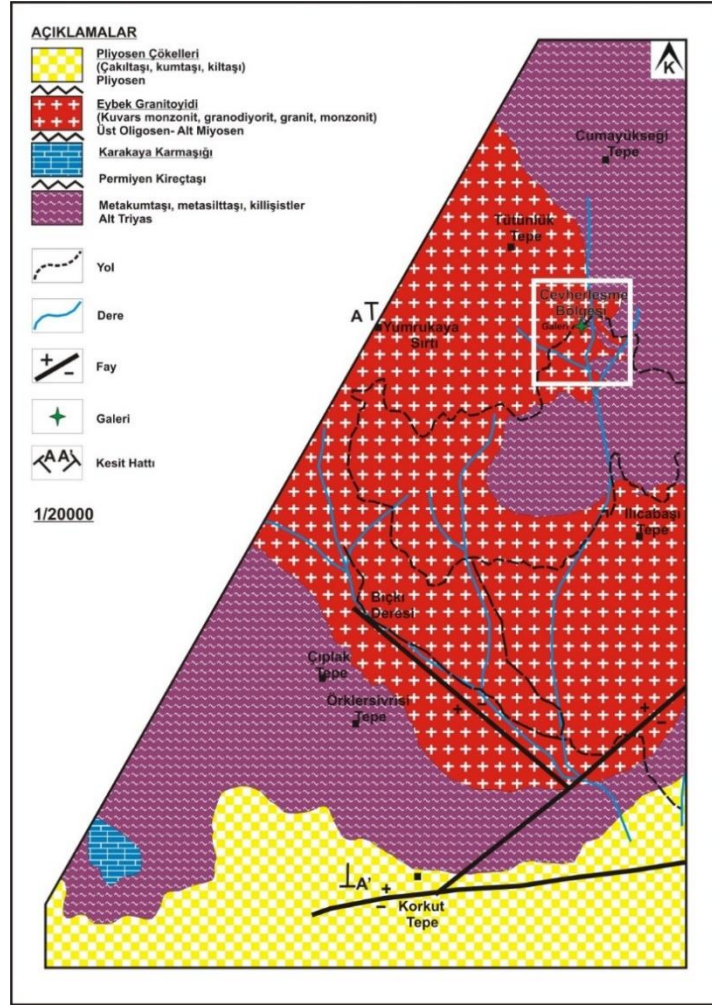 AÇIKLAMALAR
Pliyosen Çökelleri
(Çakıltaşı, kumtaşı, kiltaşı)
Pliyosen
Eybek Granitoyidi
(Kuvars monzonit, granodiyorit, granit, monzonit)
Üst Oligosen- Alt Miyosen
Karakaya Karmaşığı
Permiyen Kireçtaşı
Metakumtaşı, metasilttaşı, killişistler
Alt Triyas
Yol
Dere
+
−
Fay
Galeri
A A'
Kesit Hattı
1/20000
K
Cumayükseği
Tepe
Tütünlük
Tepe
Cevherleşme
Bölgesi
Galeri
A
Yumrukaya
Sırtı
Ilıcabaşı
Tepe
Bıçkı
Deresi
Çıplak
Tepe
Örklersivrisi
Tepe
+
−
+
−
A'
+
−
Korkut
Tepe